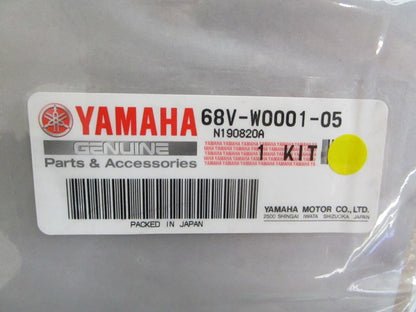 YAMAHA 68V-W0001-05
N190820A
GENUINE
Parts & Accessories
1 KIT
PACKED IN JAPAN
YAMAHA MOTOR CO., LTD.
2500 SHINGAI IWATA SHIZUOKA JAPAN